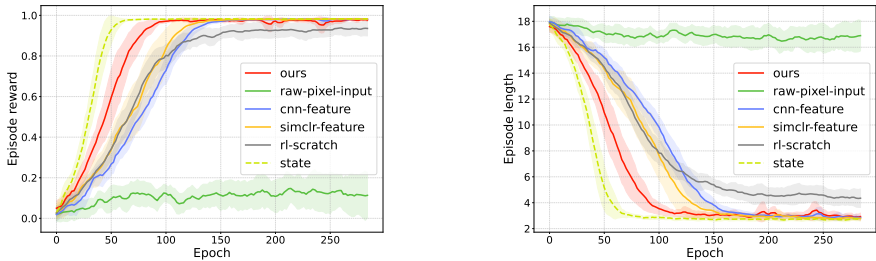 Episode reward
1.0
0.8
0.6
0.4
0.2
0.0
0
50
100
150
200
250
Epoch
ours
raw-pixel-input
cnn-feature
simclr-feature
rl-scratch
state
Episode length
18
16
14
12
10
8
6
4
2
0
50
100
150
200
250
Epoch
ours
raw-pixel-input
cnn-feature
simclr-feature
rl-scratch
state